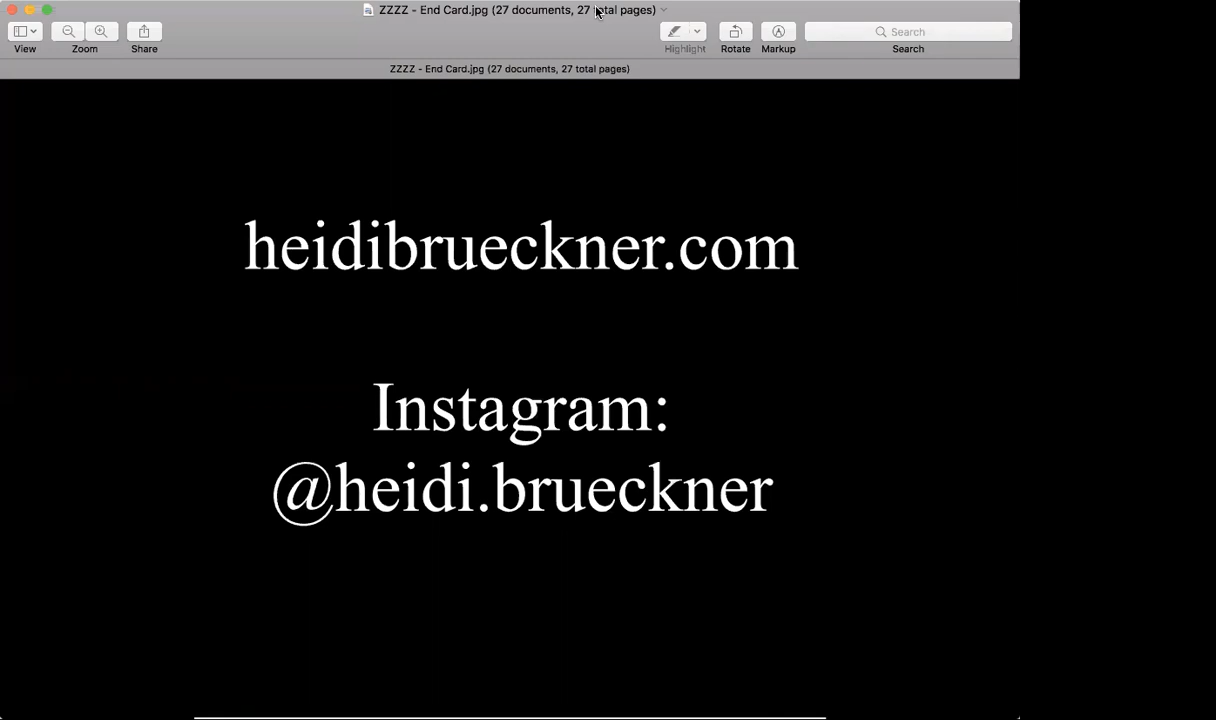 ZZZZ - End Card.jpg (27 documents, 27 total pages)
View
Zoom
Share
Highlight
Rotate
Markup
Search
Search
ZZZZ - End Card.jpg (27 documents, 27 total pages)
heidibrueckner.com
Instagram:
@heidi.brueckner